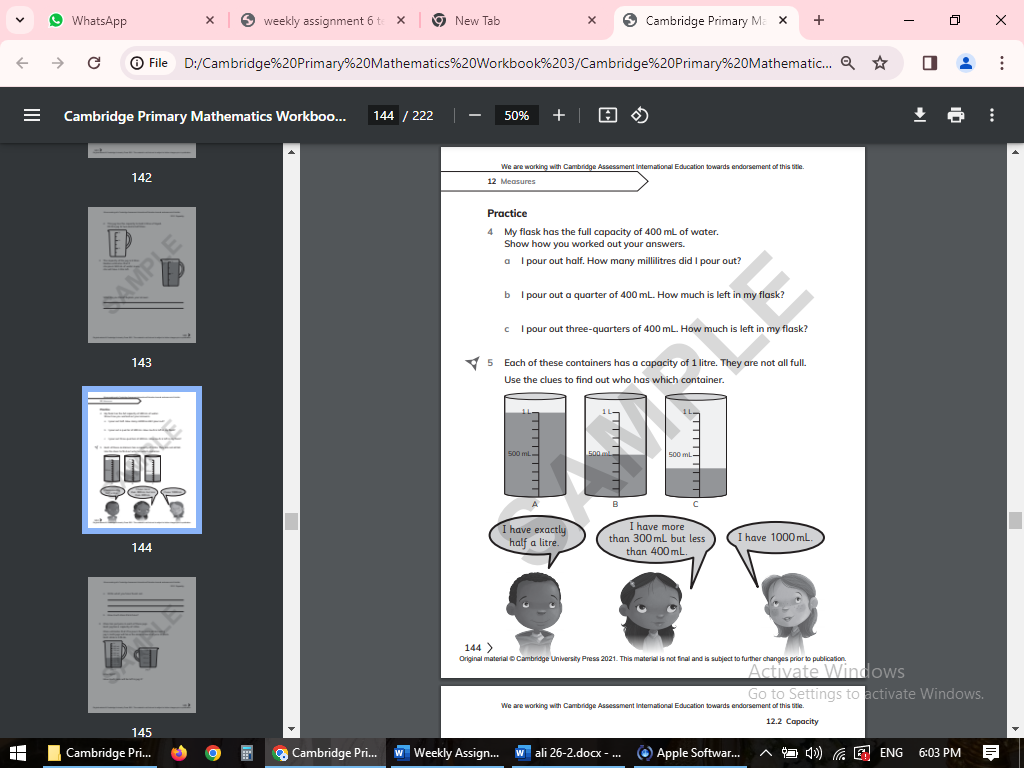 WhatsApp
weekly assignment 6 t
New Tab
Cambridge Primary Ma
File
D:/Cambridge%20Primary%20Mathematics%20Workbook%203/Cambridge%20Primary%20Mathematic...
Cambridge Primary Mathematics Workboo...
144 / 222
50%
142
143
144
145
We are working with Cambridge Assessment International Education towards endorsement of this title.
12 Measures
Practice
4 My flask has the full capacity of 400 mL of water.
Show how you worked out your answers.
a I pour out half. How many millilitres did I pour out?
b I pour out a quarter of 400 mL. How much is left in my flask?
c I pour out three-quarters of 400 mL. How much is left in my flask?
5 Each of these containers has a capacity of 1 litre. They are not all full.
Use the clues to find out who has which container.
1 L 1 L 1 L
500 mL 500 mL 500 mL
A B C
I have exactly
half a litre.
I have more
than 300 mL but less
than 400 mL.
I have 1000 mL.
SAMPLE
144
Original material © Cambridge University Press 2021. This material is not final and is subject to further changes prior to publication.
We are working with Cambridge Assessment International Education towards endorsement of this title.
12.2 Capacity
Activate Windows
Go to Settings to activate Windows.
Cambridge Pri...
Cambridge Pri...
Weekly Assign...
ali 26-2.docx - ...
Apple Softwar...
ENG
6:03 PM